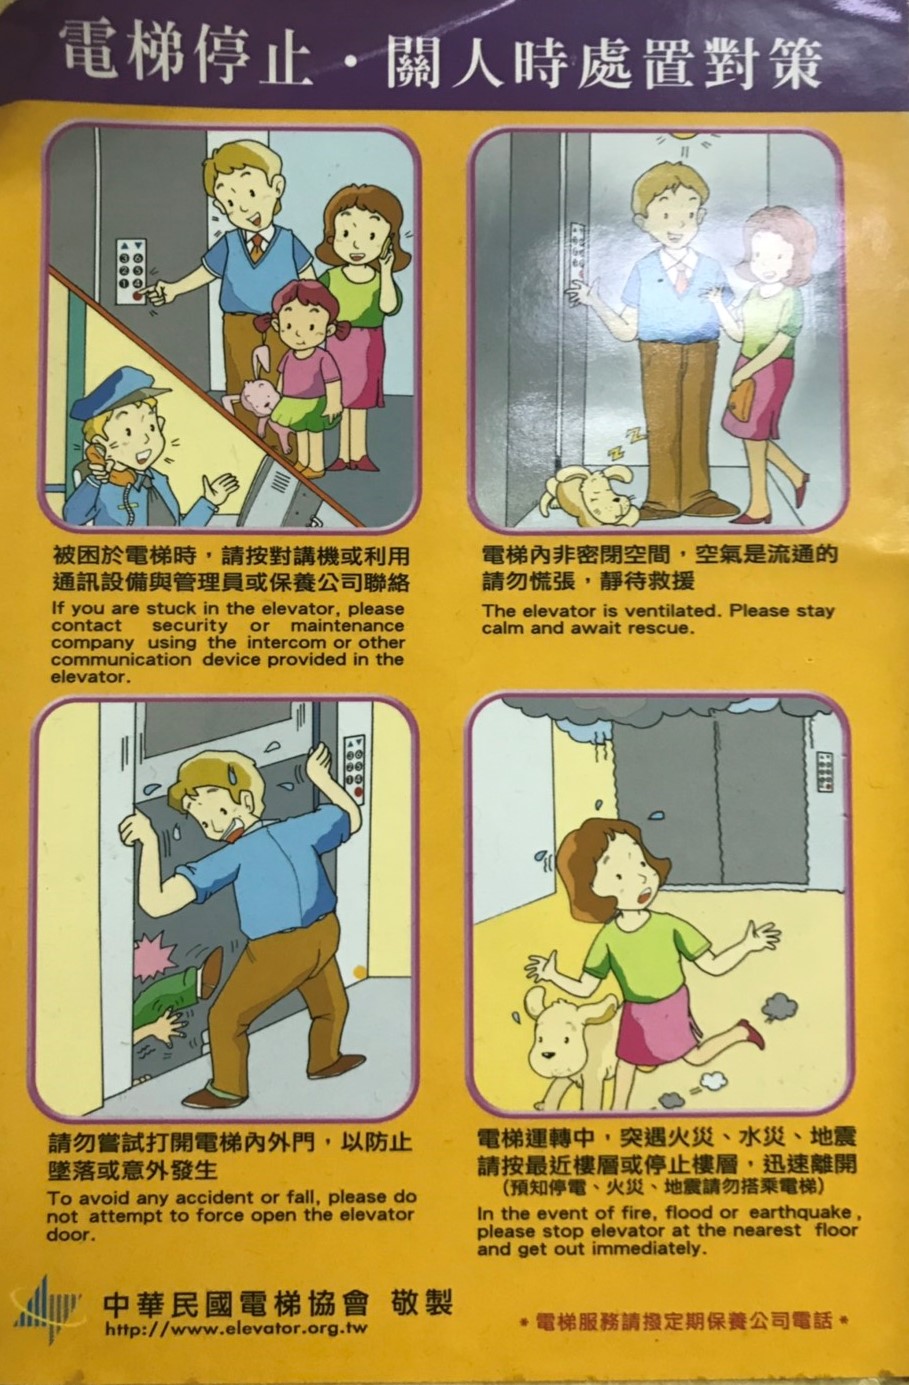 電梯停止・關人時處置對策
被困於電梯時，請按對講機或利用
通訊設備與管理員或保養公司聯絡
If you are stuck in the elevator, please
contact security or maintenance
company using the intercom or other
communication device provided in the
elevator.
電梯內非密閉空間，空氣是流通的
請勿慌張，靜待救援
The elevator is ventilated. Please stay
calm and await rescue.
請勿嘗試打開電梯內外門，以防止
墜落或意外發生
To avoid any accident or fall, please do
not attempt to force open the elevator
door.
電梯運轉中，突遇火災、水災、地震
請按最近樓層或停止樓層，迅速離開
（預知停電、火災、地震請勿搭乘電梯）
In the event of fire, flood or earthquake,
please stop elevator at the nearest floor
and get out immediately.
中華民國電梯協會 敬製
http://www.elevator.org.tw
＊電梯服務請撥定期保養公司電話＊